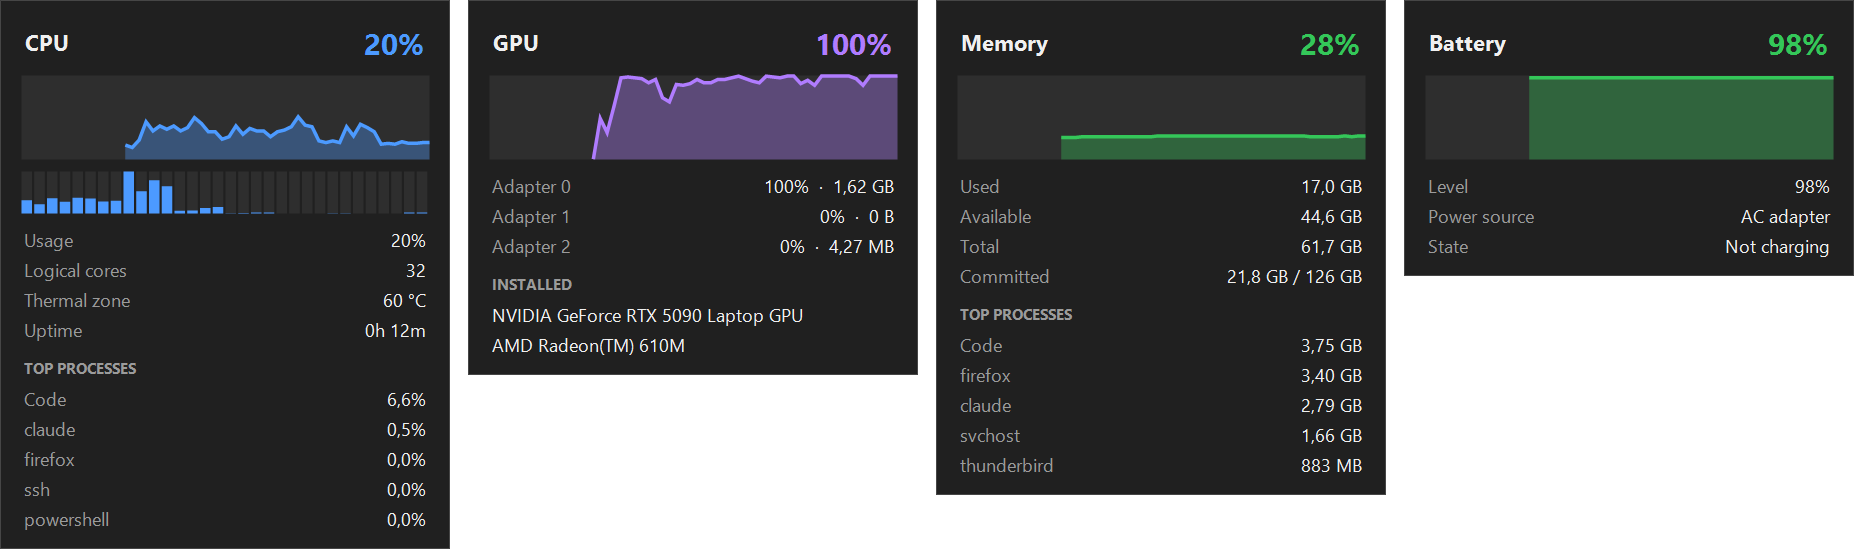 CPU 20%
Usage 20%
Logical cores 32
Thermal zone 60 °C
Uptime 0h 12m
TOP PROCESSES
Code 6,6%
claude 0,5%
firefox 0,0%
ssh 0,0%
powershell 0,0%
GPU 100%
Adapter 0 100% · 1,62 GB
Adapter 1 0% · 0 B
Adapter 2 0% · 4,27 MB
INSTALLED
NVIDIA GeForce RTX 5090 Laptop GPU
AMD Radeon(TM) 610M
Memory 28%
Used 17,0 GB
Available 44,6 GB
Total 61,7 GB
Committed 21,8 GB / 126 GB
TOP PROCESSES
Code 3,75 GB
firefox 3,40 GB
claude 2,79 GB
svchost 1,66 GB
thunderbird 883 MB
Battery 98%
Level 98%
Power source AC adapter
State Not charging